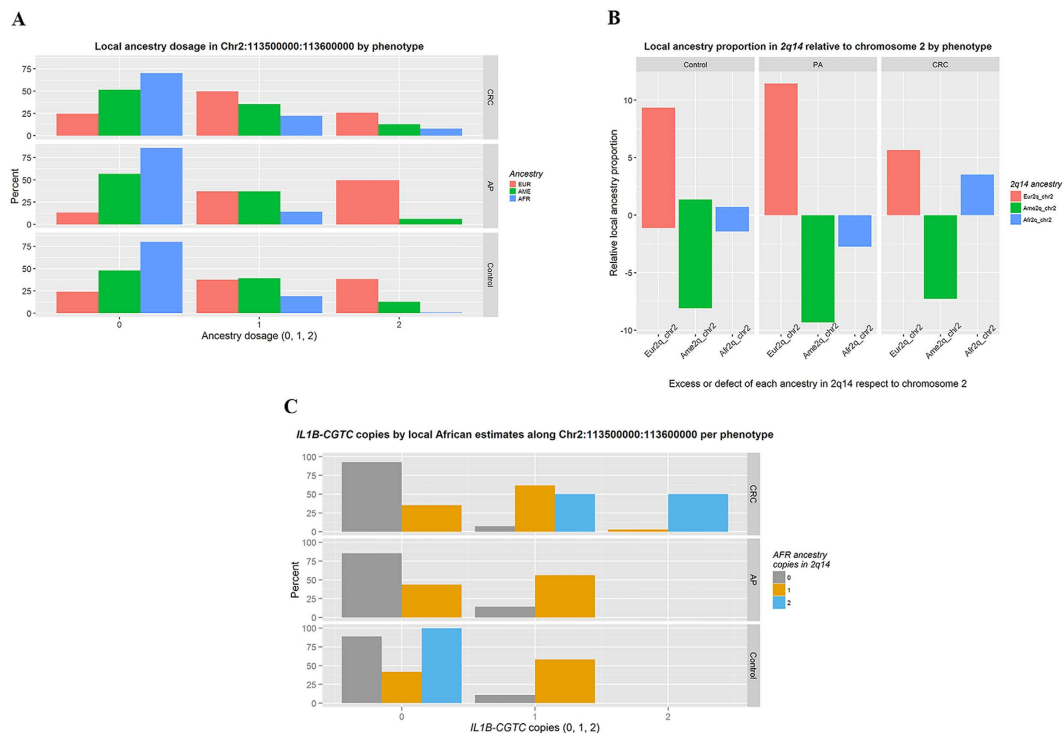 A
Local ancestry dosage in Chr2:113500000:113600000 by phenotype
75
50
25
0
CRC
75
50
25
0
AP
75
50
25
0
Control
Percent
0 1 2
Ancestry dosage (0, 1, 2)
Ancestry
EUR
AME
AFR
B
Local ancestry proportion in 2q14 relative to chromosome 2 by phenotype
Control PA CRC
10
5
0
-5
-10
Relative local ancestry proportion
Eur2q_chr2 Ame2q_chr2 Afr2q_chr2 Eur2q_chr2 Ame2q_chr2 Afr2q_chr2 Eur2q_chr2 Ame2q_chr2 Afr2q_chr2
Excess or defect of each ancestry in 2q14 respect to chromosome 2
2q14 ancestry
Eur2q_chr2
Ame2q_chr2
Afr2q_chr2
C
IL1B-CGTC copies by local African estimates along Chr2:113500000:113600000 per phenotype
100
75
50
25
0
CRC
100
75
50
25
0
AP
100
75
50
25
0
Control
Percent
0 1 2
IL1B-CGTC copies (0, 1, 2)
AFR ancestry
copies in 2q14
0
1
2